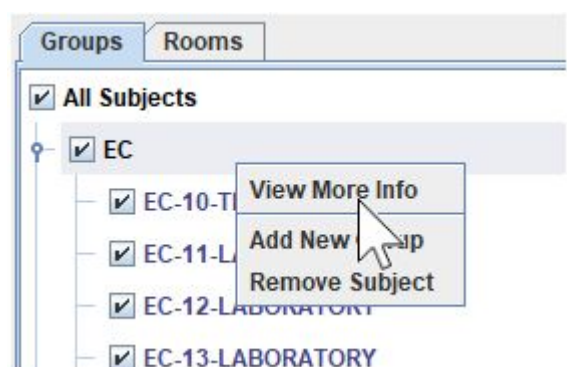 Groups Rooms
All Subjects
EC
View More Info
EC-10-
Add New
EC-11-
Remove Subject
EC-12-LABORATORY
EC-13-LABORATORY